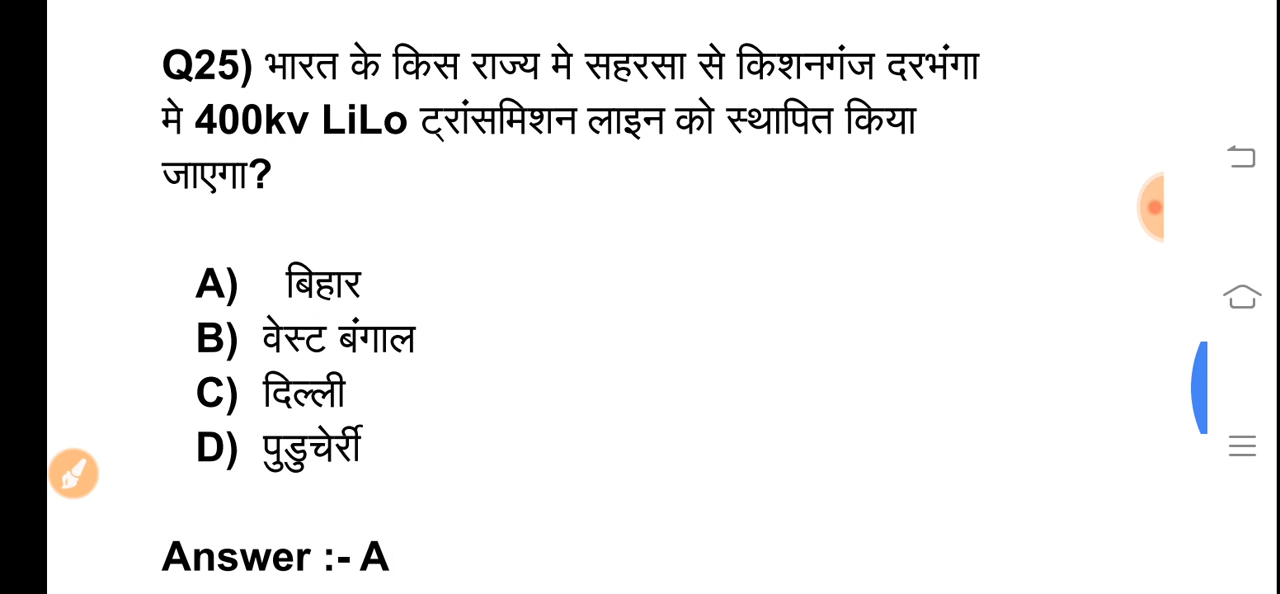 Q25) भारत के किस राज्य मे सहरसा से किशनगंज दरभंगा
मे 400kv LiLo ट्रांसमिशन लाइन को स्थापित किया
जाएगा?
A) बिहार
B) वेस्ट बंगाल
C) दिल्ली
D) पुडुचेर्री
Answer :- A